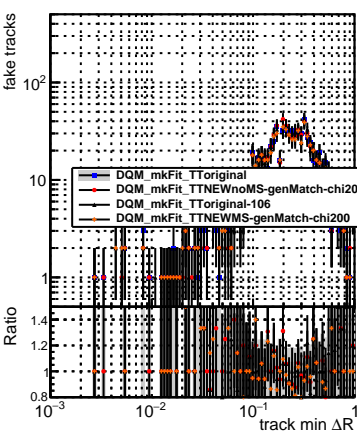 fake tracks
10²
10
1
DQM_mkFit_TToriginal
DQM_mkFit_TTNEWnoMS-genMatch-chi20
DQM_mkFit_TToriginal-106
DQM_mkFit_TTNEWMS-genMatch-chi200
Ratio
1.4
1.2
1
0.8
10⁻³ 10⁻² 10⁻¹ 1
track min ΔR